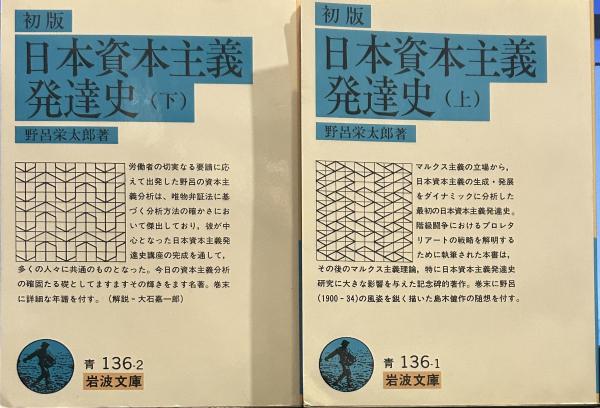 初版
日本資本主義
発達史(下)
野呂栄太郎著
労働者の切実なる要請に応
えて出発した野呂の資本主
義分析は、唯物弁証法に基
づく分析方法の確かさにお
いて傑出しており、彼が中
心となった日本資本主義発
達史講座の完成を通して,
多くの人々に共通のものとなった。今日の資本主義分析
の確固たる礎としてますますその輝きをます名著。巻末
に詳細な年譜を付す。(解説-大石嘉一郎)
青 136-2
岩波文庫
初版
日本資本主義
発達史(上)
野呂栄太郎著
マルクス主義の立場から,
日本資本主義の生成・発展
をダイナミックに分析した
最初の日本資本主義発達史。
階級闘争におけるプロレタ
リアートの戦略を解明する
ために執筆された本書は,
その後のマルクス主義理論,特に日本資本主義発達史
研究に大きな影響を与えた記念碑的著作。巻末に野呂
(1900-34)の風姿を鋭く描いた島木健作の随想を付す。
青 136-1
岩波文庫